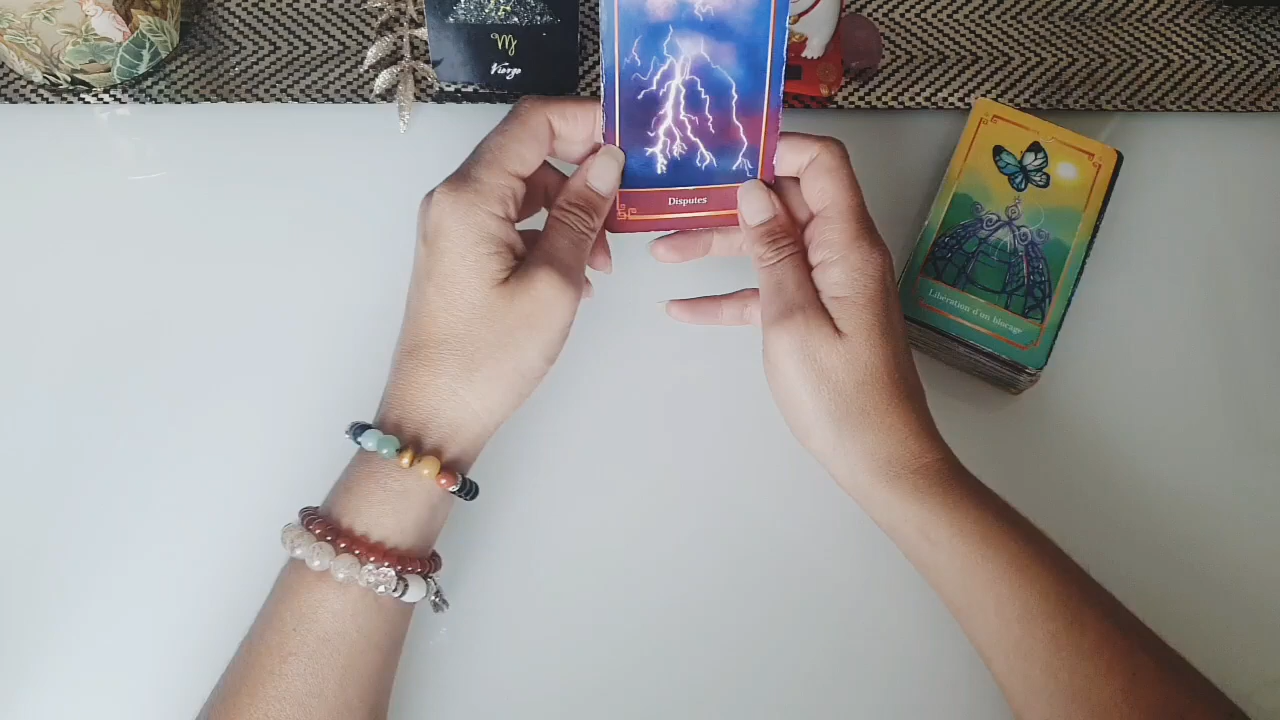 ♍
Vierge
Disputes
Libération d'un blocage